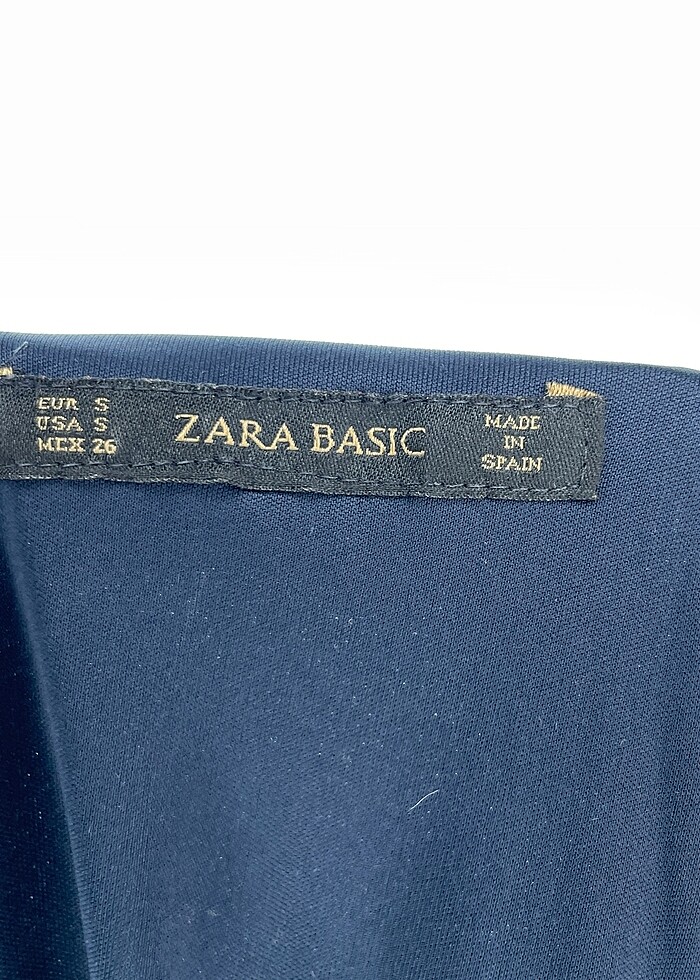 EUR S
USA S
MEX 26
ZARA BASIC
MADE
IN
SPAIN